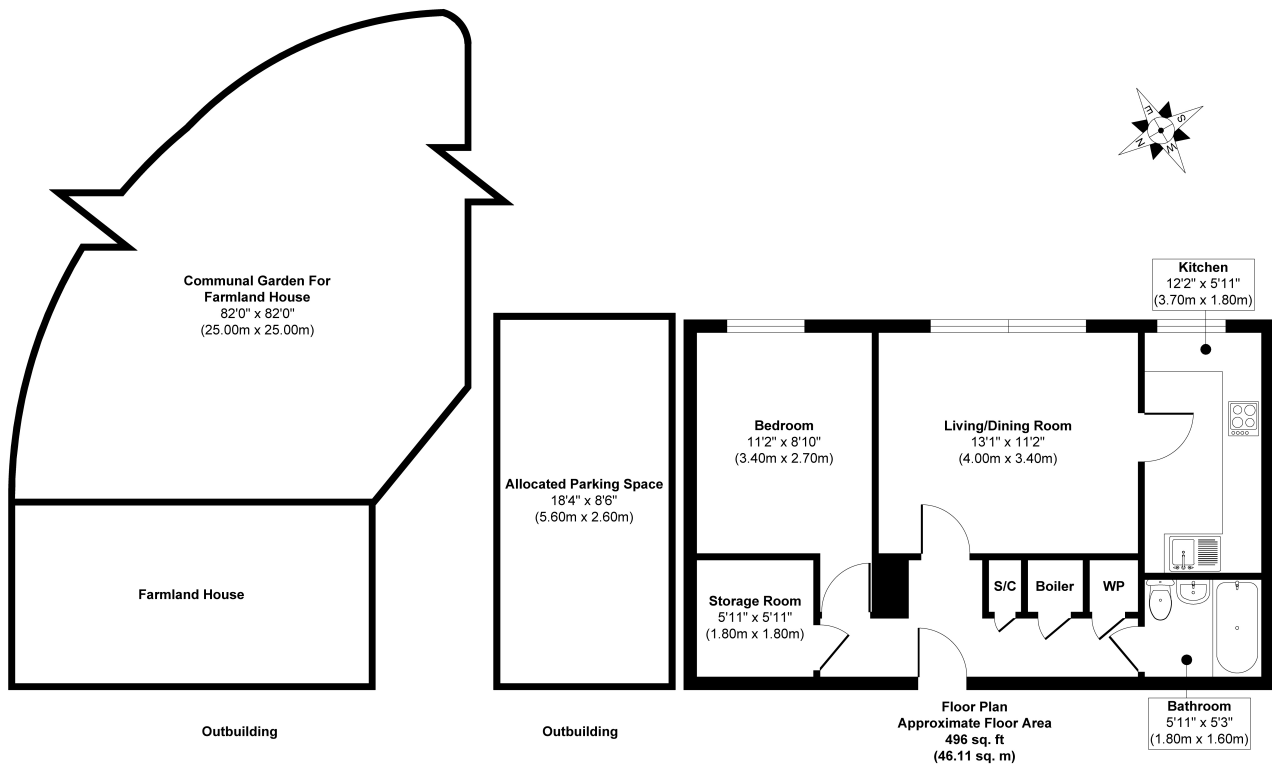 E
S
N
W
Kitchen
12'2" x 5'11"
(3.70m x 1.80m)
Communal Garden For
Farmland House
82'0" x 82'0"
(25.00m x 25.00m)
Bedroom
11'2" x 8'10"
(3.40m x 2.70m)
Living/Dining Room
13'1" x 11'2"
(4.00m x 3.40m)
Allocated Parking Space
18'4" x 8'6"
(5.60m x 2.60m)
Farmland House
Storage Room
5'11" x 5'11"
(1.80m x 1.80m)
S/C
Boiler
WP
Outbuilding
Outbuilding
Floor Plan
Approximate Floor Area
496 sq. ft
(46.11 sq. m)
Bathroom
5'11" x 5'3"
(1.80m x 1.60m)